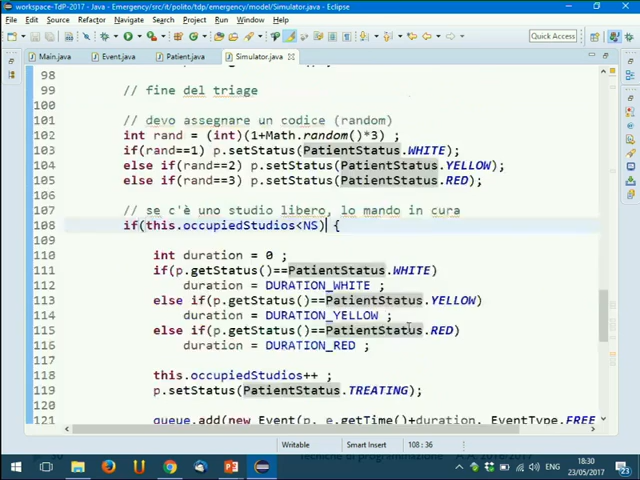 workspace-TdP-2017 - Java - Emergency/src/it/polito/tdp/emergency/model/Simulator.java - Eclipse
File Edit Source Refactor Navigate Search Project Run Window Help
Quick Access
Main.java Event.java Patient.java Simulator.java
98
99 // fine del triage
100
101 // devo assegnare un codice (random)
102 int rand = (int)(1+Math.random()*3) ;
103 if(rand==1) p.setStatus(PatientStatus.WHITE);
104 else if(rand==2) p.setStatus(PatientStatus.YELLOW);
105 else if(rand==3) p.setStatus(PatientStatus.RED);
106
107 // se c'è uno studio libero, lo mando in cura
108 if(this.occupiedStudios<NS) {
109
110 int duration = 0 ;
111 if(p.getStatus()==PatientStatus.WHITE)
112 duration = DURATION_WHITE ;
113 else if(p.getStatus()==PatientStatus.YELLOW)
114 duration = DURATION_YELLOW ;
115 else if(p.getStatus()==PatientStatus.RED)
116 duration = DURATION_RED ;
117
118 this.occupiedStudios++ ;
119 p.setStatus(PatientStatus.TREATING);
120
121 queue.add(new Event(p, e.getTime()+duration, EventType.FREE
Writable Smart Insert 108 : 36
Tecniche di programmazione A.A. 2016-2017
18:30
23/05/2017